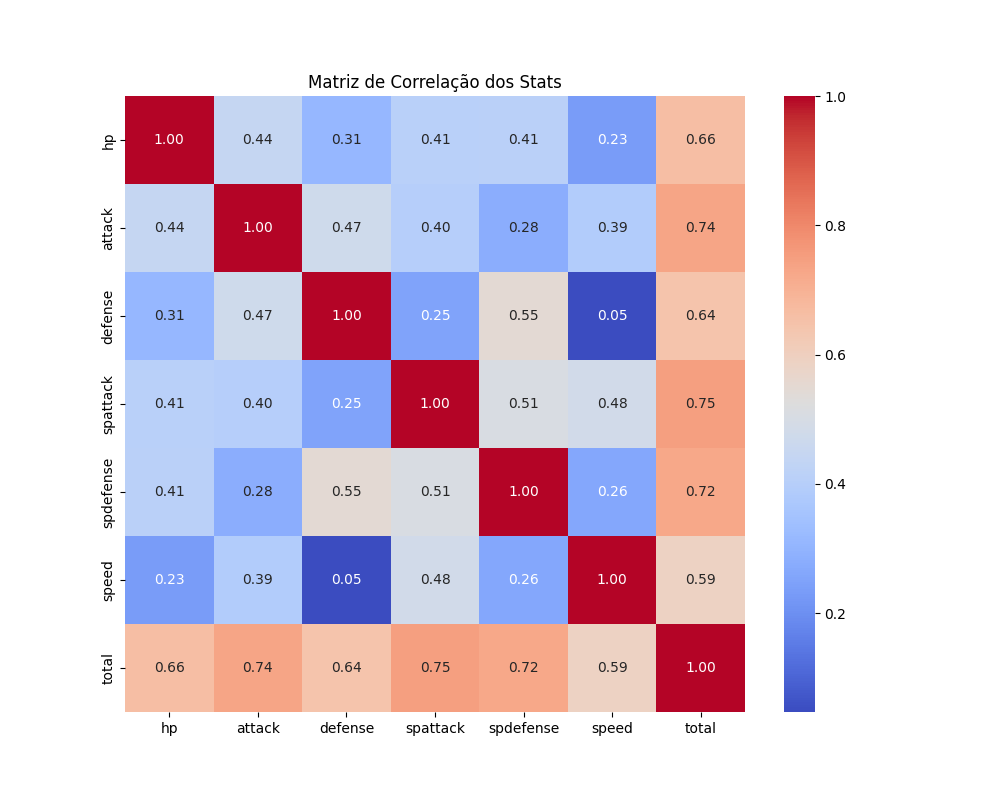 Matriz de Correlação dos Stats
hp 1.00 0.44 0.31 0.41 0.41 0.23 0.66
attack 0.44 1.00 0.47 0.40 0.28 0.39 0.74
defense 0.31 0.47 1.00 0.25 0.55 0.05 0.64
spattack 0.41 0.40 0.25 1.00 0.51 0.48 0.75
spdefense 0.41 0.28 0.55 0.51 1.00 0.26 0.72
speed 0.23 0.39 0.05 0.48 0.26 1.00 0.59
total 0.66 0.74 0.64 0.75 0.72 0.59 1.00
hp attack defense spattack spdefense speed total
1.0
0.8
0.6
0.4
0.2